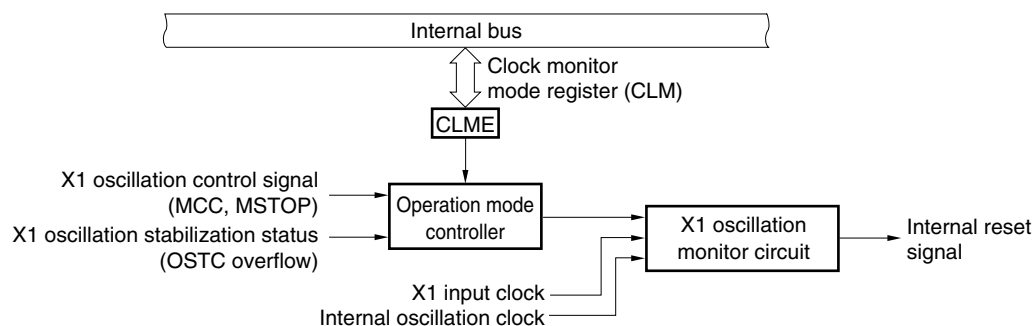 Internal bus
Clock monitor
mode register (CLM)
CLME
X1 oscillation control signal
(MCC, MSTOP)
X1 oscillation stabilization status
(OSTC overflow)
Operation mode
controller
X1 oscillation
monitor circuit
Internal reset
signal
X1 input clock
Internal oscillation clock